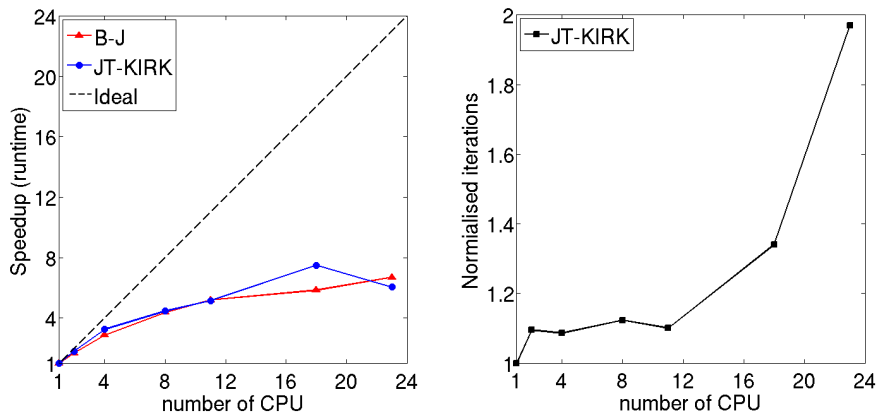 24
20
16
12
8
4
1
Speedup (runtime)
B-J
JT-KIRK
Ideal
1 4 8 12 16 20 24
number of CPU
2
1.8
1.6
1.4
1.2
1
Normialised iterations
JT-KIRK
1 4 8 12 16 20 24
number of CPU